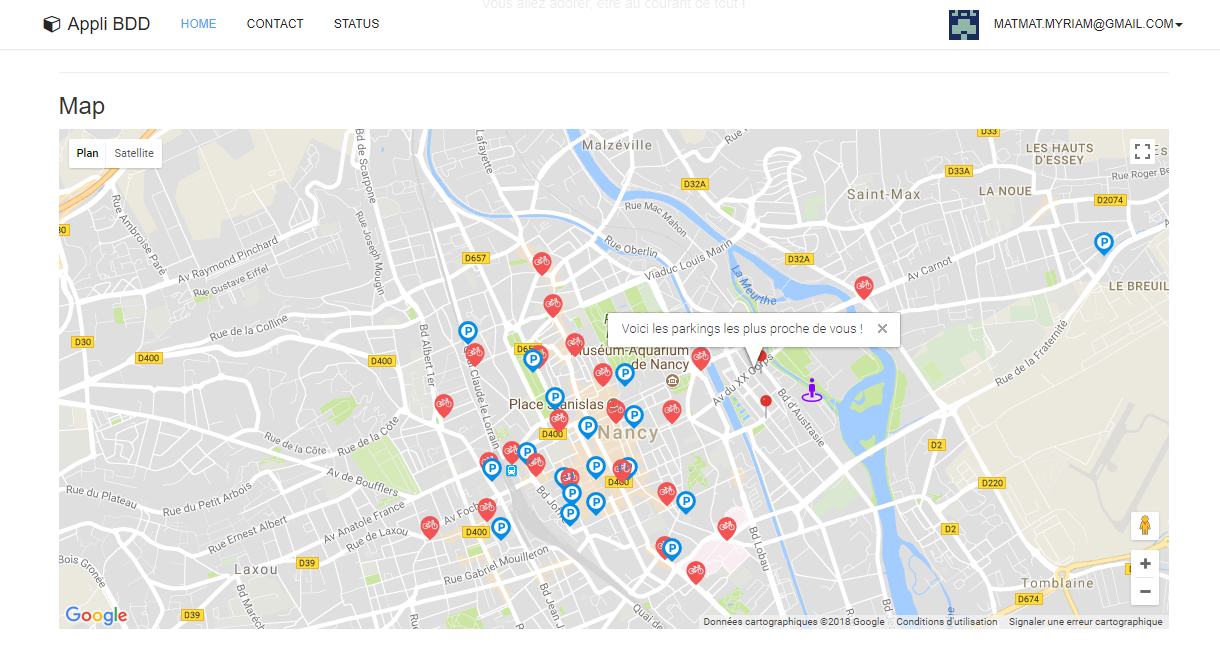 Vous allez adorer, être au courant de tout !
Appli BDD
HOME
CONTACT
STATUS
MATMAT.MYRIAM@GMAIL.COM
Map
Plan
Satellite
Malzéville
D33
LES HAUTS
D'ESSEY
Rue Roger Be
D33A
D32A
Saint-Max
LA NOUE
D2074
Bd de Scarpone
Lafayette
Rue Ambroise Paré
Rue Joseph Mougin
Rue Mac Mahon
Rue Oberlin
Viaduc Louis Marin
D657
D32A
Av Raymond Pinchard
Rue Gustave Eiffel
La Meurthe
Av Carnot
LE BREUIL
Rue de la Colline
Voici les parkings les plus proche de vous !
D30
D400
D400
Bd Albert 1er
Muséum-Aquarium
de Nancy
Rue de la Fraternité
Av du XX Corps
Bd d'Austrasie
Place Stanislas
Claude le Lorrain
Nancy
D400
Rue de la Côte
Rue de la Côte
D2
Av de Boufflers
D220
Rue du Plateau
Rue du Petit Arbois
Av Foch
Bd Joffre
Av Anatole France
Rue Ernest Albert
Rue de Laxou
D400
D2
Bd Lobau
Bois Gronée
Laxou
D39
Rue Gabriel Mouilleron
Tomblaine
D674
D39
Bd Jean J
Quai de
Google
Données cartographiques ©2018 Google
Conditions d'utilisation
Signaler une erreur cartographique